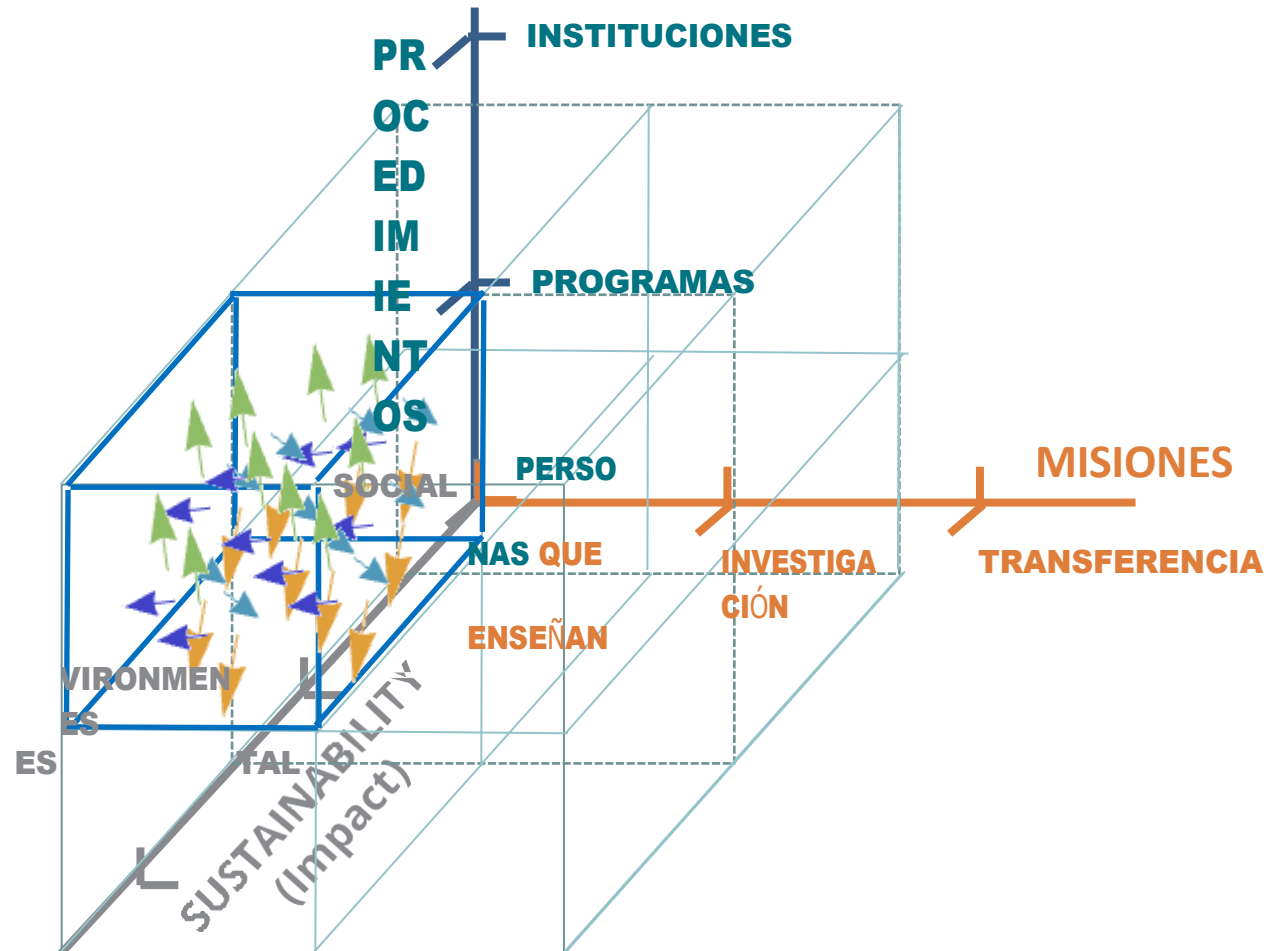 INSTITUCIONES
PR
OC
ED
IM
IE
NT
OS
PROGRAMAS
MISIONES
SOCIAL
PERSO
NAS QUE
ENSEÑAN
INVESTIGA
CIÓN
TRANSFERENCIA
VIRONMEN
ES
ES
TAL
SUSTAINABILITY
(Impact)